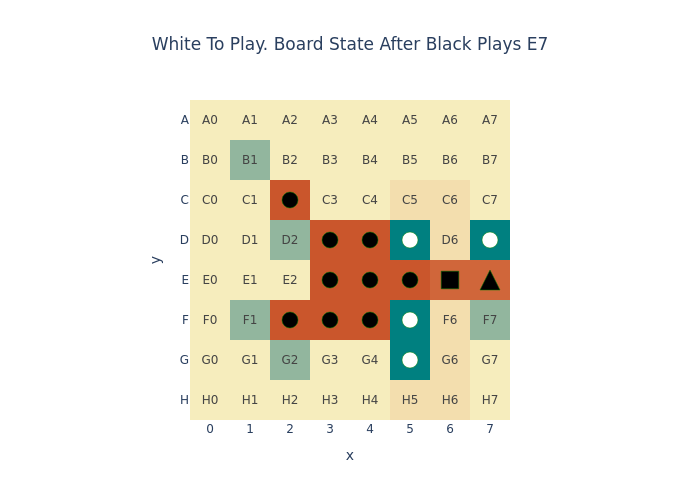 White To Play. Board State After Black Plays E7
A A0 A1 A2 A3 A4 A5 A6 A7
B B0 B1 B2 B3 B4 B5 B6 B7
C C0 C1 C3 C4 C5 C6 C7
D D0 D1 D2 D6
y
E E0 E1 E2
F F0 F1 F6 F7
G G0 G1 G2 G3 G4 G6 G7
H H0 H1 H2 H3 H4 H5 H6 H7
0 1 2 3 4 5 6 7
x